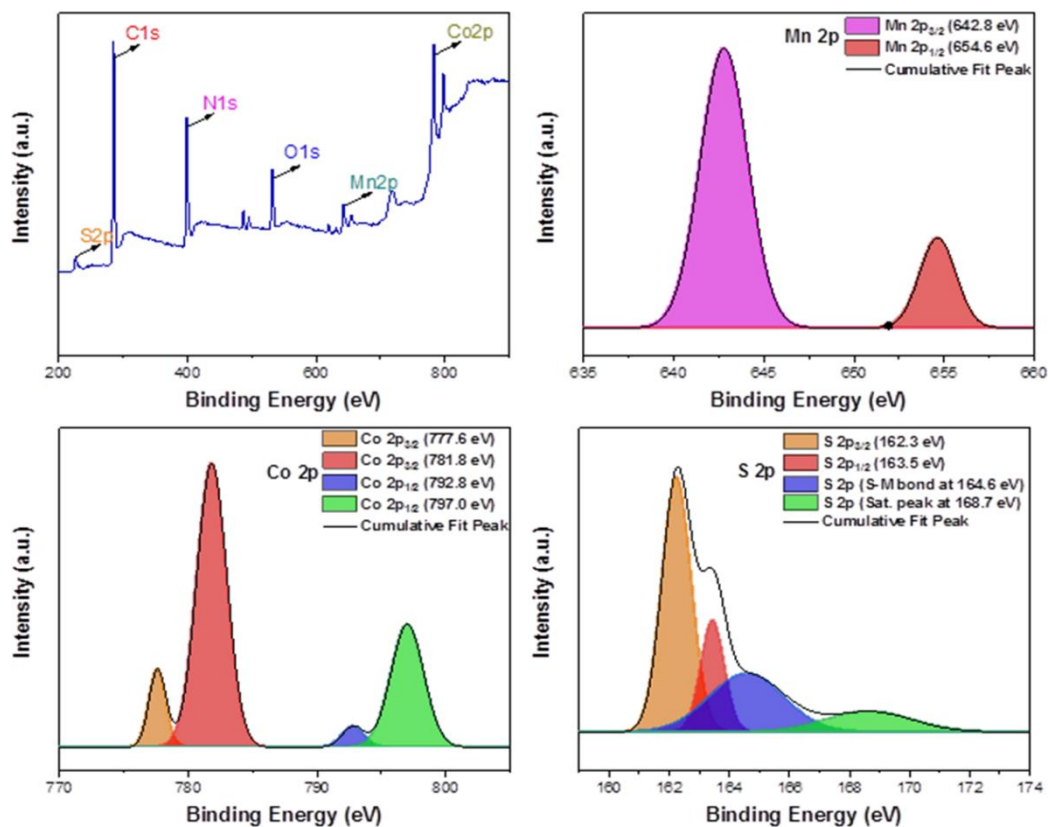 C1s
Co2p
N1s
O1s
Mn2p
S2p
Intensity (a.u.)
200 400 600 800
Binding Energy (eV)
Mn 2p
Mn 2p3/2 (642.8 eV)
Mn 2p1/2 (654.6 eV)
Cumulative Fit Peak
Intensity (a.u.)
635 640 645 650 655 660
Binding Energy (eV)
Co 2p
Co 2p3/2 (777.6 eV)
Co 2p3/2 (781.8 eV)
Co 2p1/2 (792.8 eV)
Co 2p1/2 (797.0 eV)
Cumulative Fit Peak
Intensity (a.u.)
770 780 790 800
Binding Energy (eV)
S 2p
S 2p3/2 (162.3 eV)
S 2p1/2 (163.5 eV)
S 2p (S-M bond at 164.6 eV)
S 2p (Sat. peak at 168.7 eV)
Cumulative Fit Peak
Intensity (a.u.)
160 162 164 166 168 170 172 174
Binding Energy (eV)